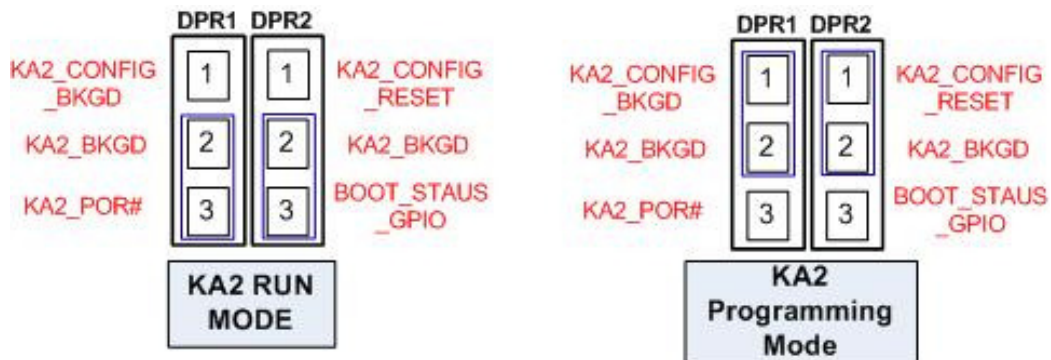 DPR1 DPR2
KA2_CONFIG
_BKGD
1
1
KA2_CONFIG
_RESET
KA2_BKGD
2
2
KA2_BKGD
KA2_POR#
3
3
BOOT_STAUS
_GPIO
KA2 RUN
MODE
DPR1 DPR2
KA2_CONFIG
_BKGD
1
1
KA2_CONFIG
_RESET
KA2_BKGD
2
2
KA2_BKGD
KA2_POR#
3
3
BOOT_STAUS
_GPIO
KA2
Programming
Mode